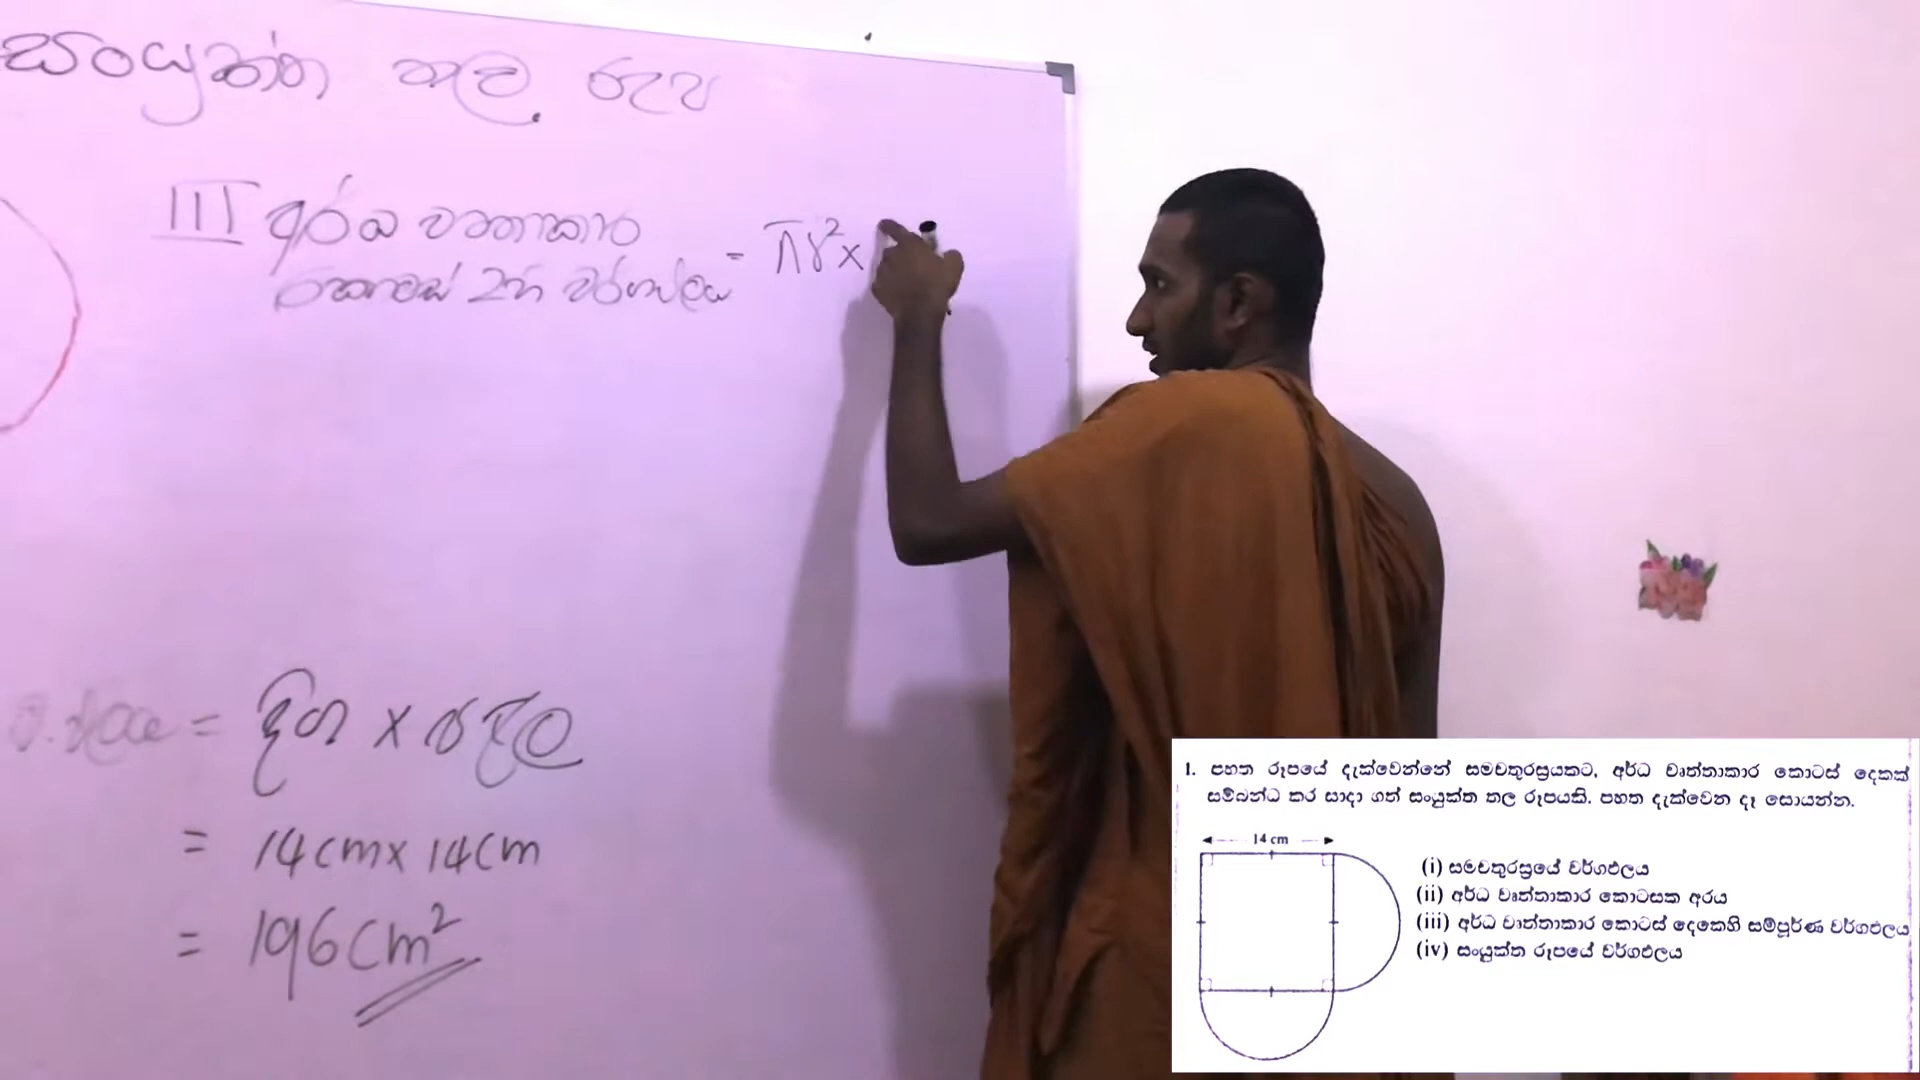 සංයුක්ත තල රූප
III අර්ධ වෘත්තාකාර
කොටස් 2හි වර්ගඵලය = πr² x
= දිග x පළල
= 14cm x 14cm
= 196cm²
1. පහත රූපයේ දැක්වෙන්නේ සමචතුරස්‍රයකට, අර්ධ වෘත්තාකාර කොටස් දෙකක්
සම්බන්ධ කර සාදා ගත් සංයුක්ත තල රූපයකි. පහත දැක්වෙන දෑ සොයන්න.
14 cm
(i) සමචතුරස්‍රයේ වර්ගඵලය
(ii) අර්ධ වෘත්තාකාර කොටසක අරය
(iii) අර්ධ වෘත්තාකාර කොටස් දෙකෙහි සම්පූර්ණ වර්ගඵලය
(iv) සංයුක්ත රූපයේ වර්ගඵලය